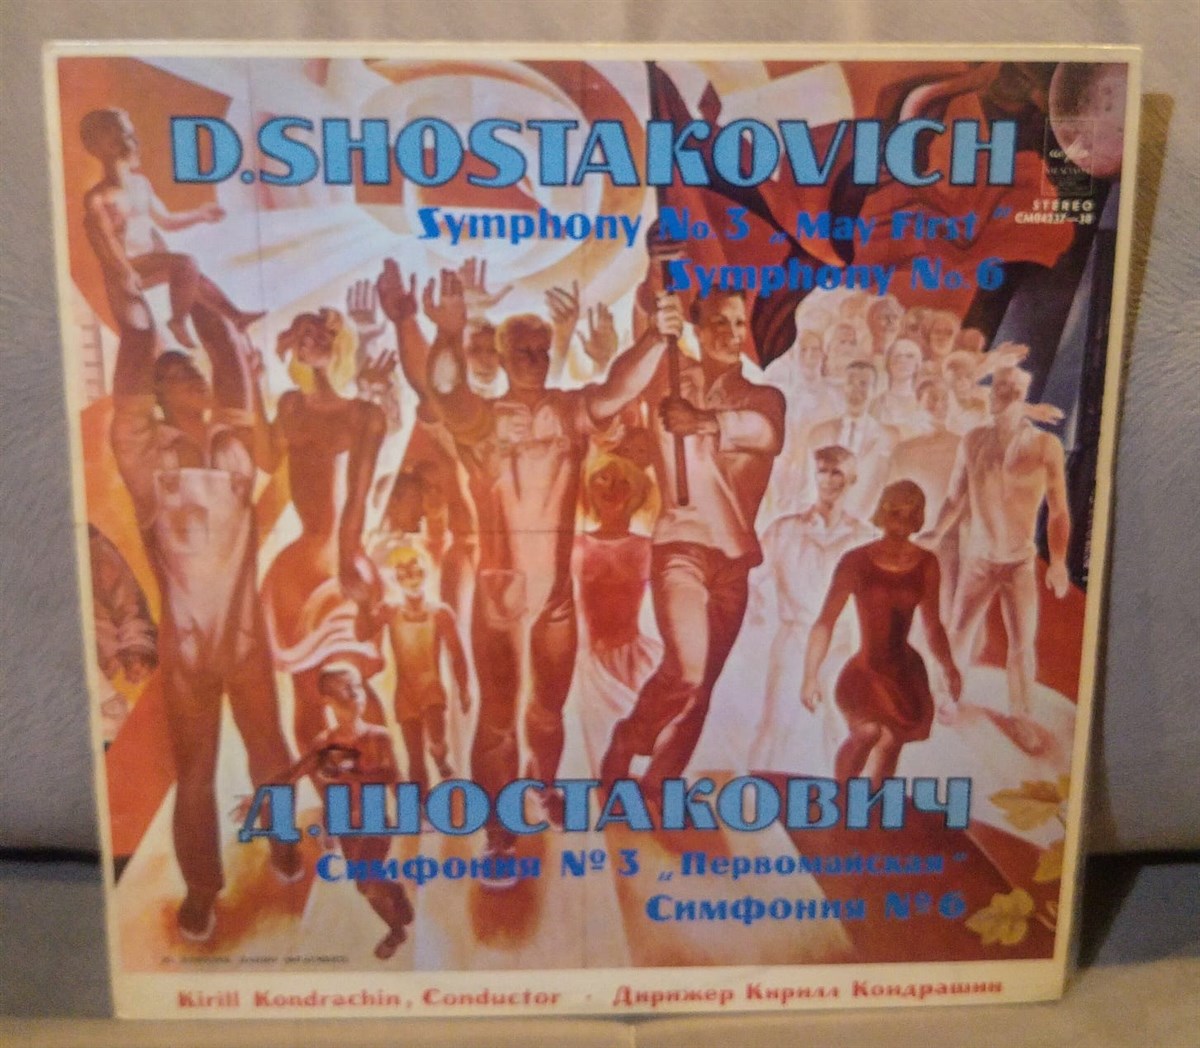 D.SHOSTAKOVICH
Мелодия
STEREO
Symphony No. 3 „May First“
Symphony No. 6
Д.ШОСТАКОВИЧ
Симфония № 3 „Первомайская“
Симфония № 6
Kirill Kondrachin, Conductor · Дирижер Кирилл Кондрашин